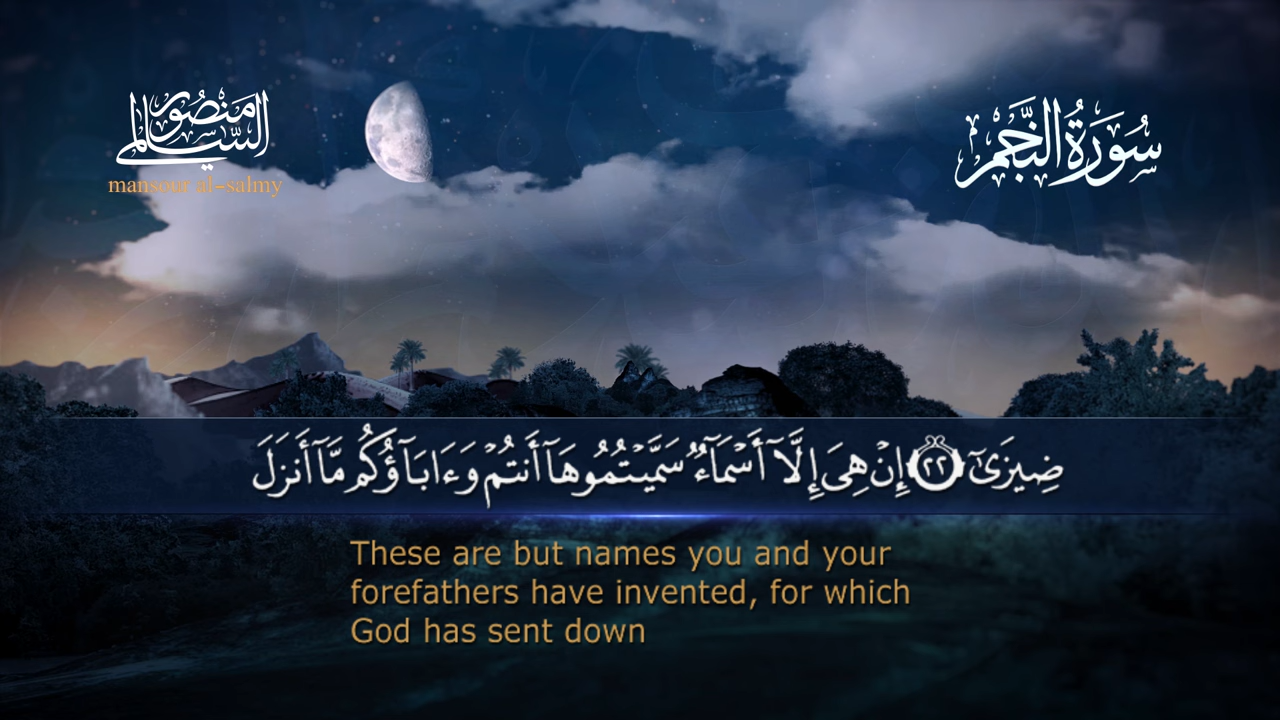 منصور السالمي
mansour al-salmy
سُورَةُ النَّجْمِ
ضِيزَىٰٓ ۝٢٢ إِنْ هِىَ إِلَّآ أَسْمَآءٌ سَمَّيْتُمُوهَآ أَنتُمْ وَءَابَآؤُكُم مَّآ أَنزَلَ
These are but names you and your
forefathers have invented, for which
God has sent down